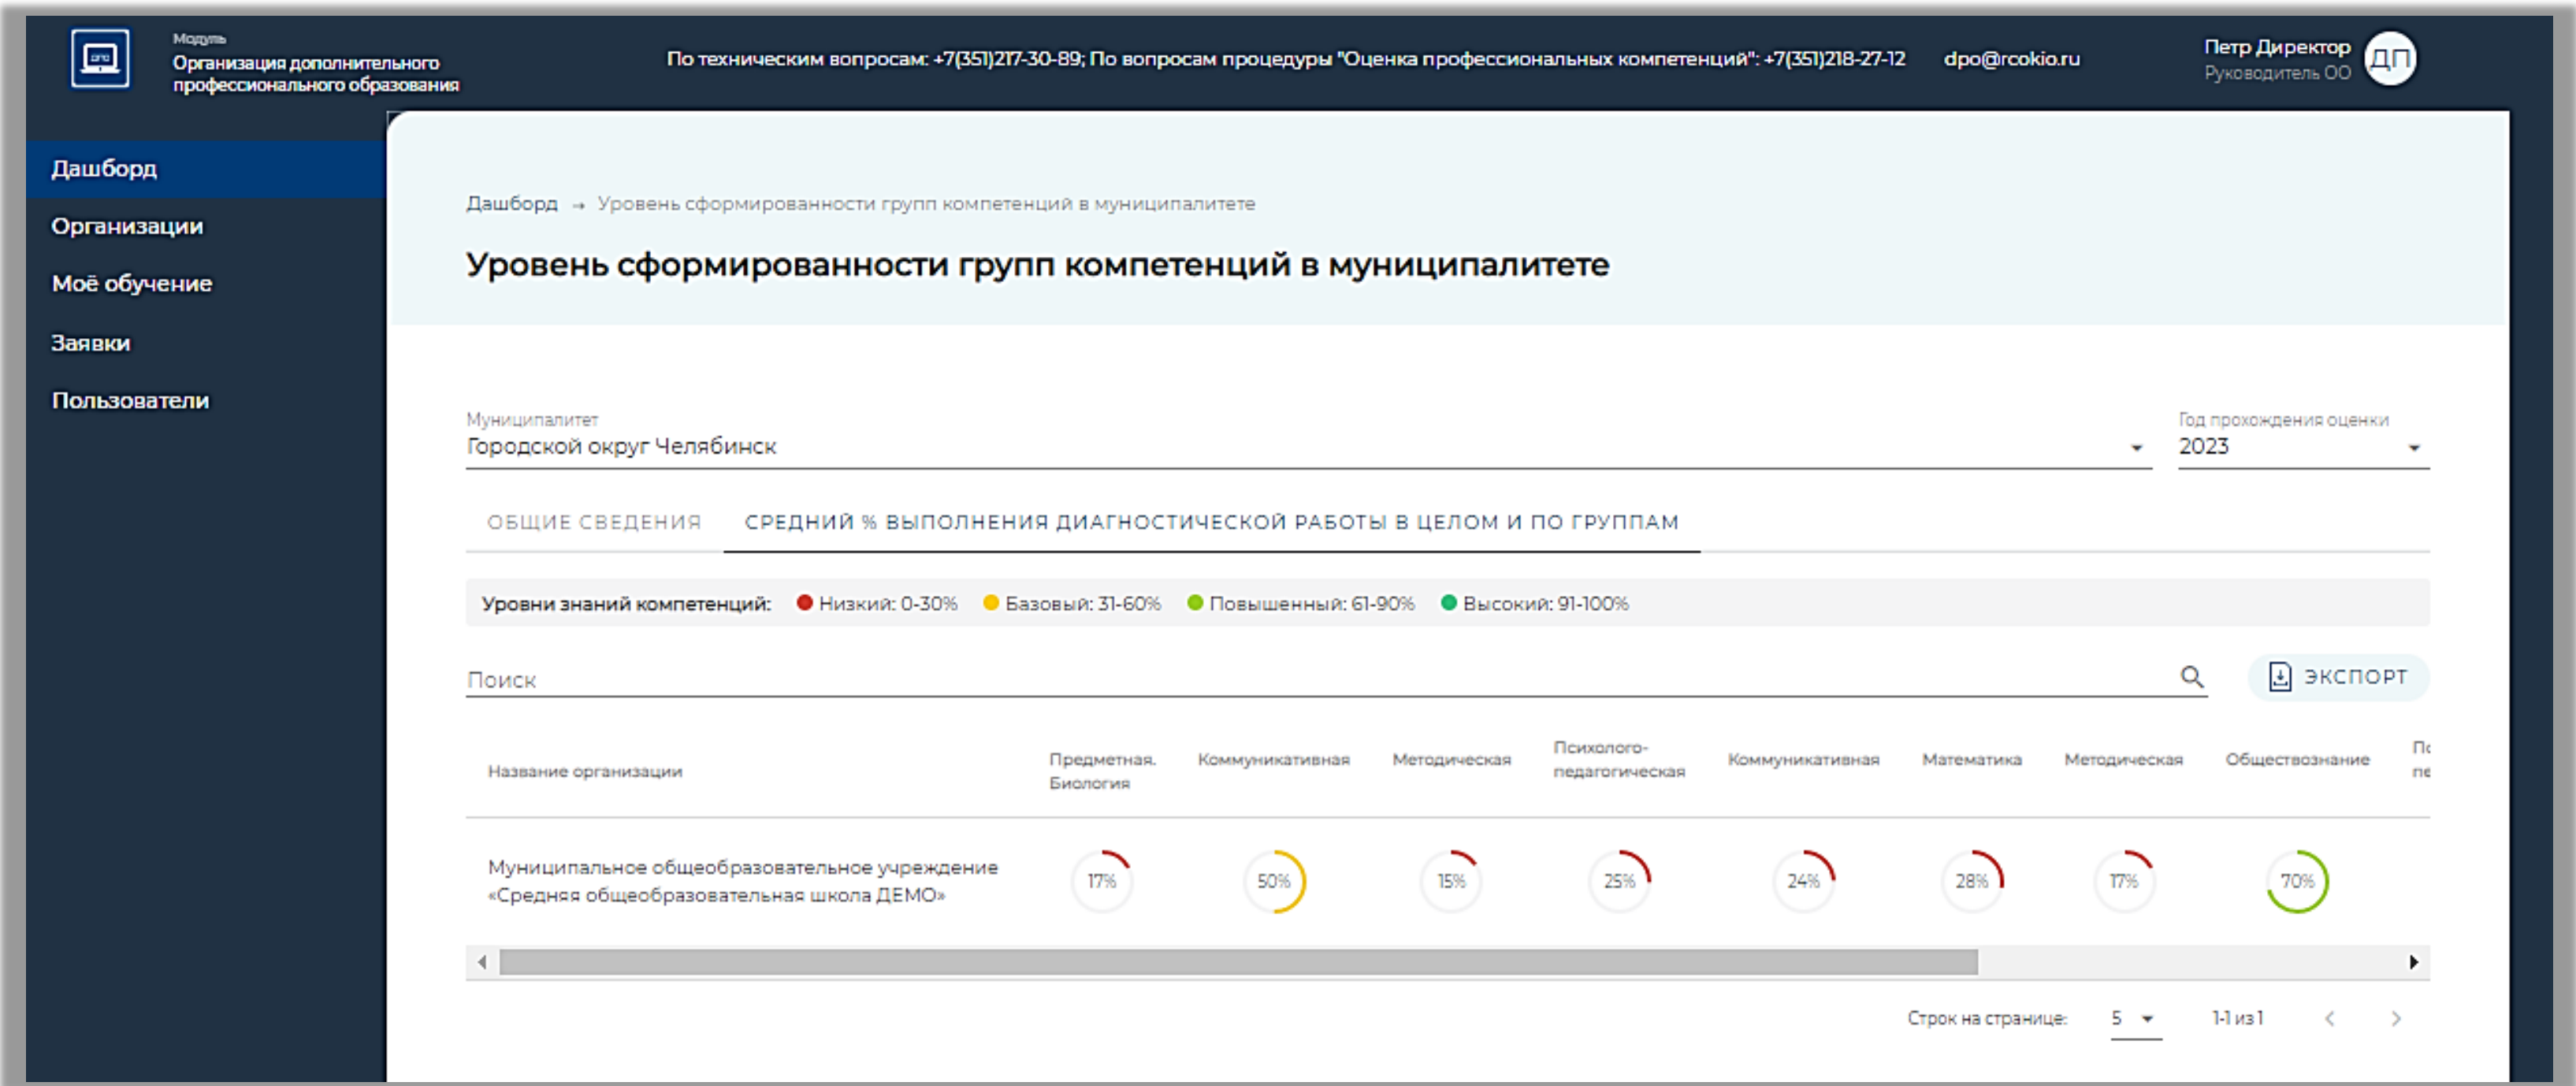 Модуль
Организация дополнительного
профессионального образования
По техническим вопросам: +7(351)217-30-89; По вопросам процедуры "Оценка профессиональных компетенций": +7(351)218-27-12
dpo@rcokio.ru
Петр Директор
Руководитель ОО
ДП
Дашборд
Организации
Моё обучение
Заявки
Пользователи
Дашборд → Уровень сформированности групп компетенций в муниципалитете
Уровень сформированности групп компетенций в муниципалитете
Муниципалитет
Городской округ Челябинск
Год прохождения оценки
2023
ОБЩИЕ СВЕДЕНИЯ
СРЕДНИЙ % ВЫПОЛНЕНИЯ ДИАГНОСТИЧЕСКОЙ РАБОТЫ В ЦЕЛОМ И ПО ГРУППАМ
Уровни знаний компетенций: Низкий: 0-30% Базовый: 31-60% Повышенный: 61-90% Высокий: 91-100%
Поиск
ЭКСПОРТ
Название организации
Предметная.
Биология
Коммуникативная
Методическая
Психолого-
педагогическая
Коммуникативная
Математика
Методическая
Обществознание
Муниципальное общеобразовательное учреждение
«Средняя общеобразовательная школа ДЕМО»
17%
50%
15%
25%
24%
28%
17%
70%
Строк на странице: 5
1-1 из 1